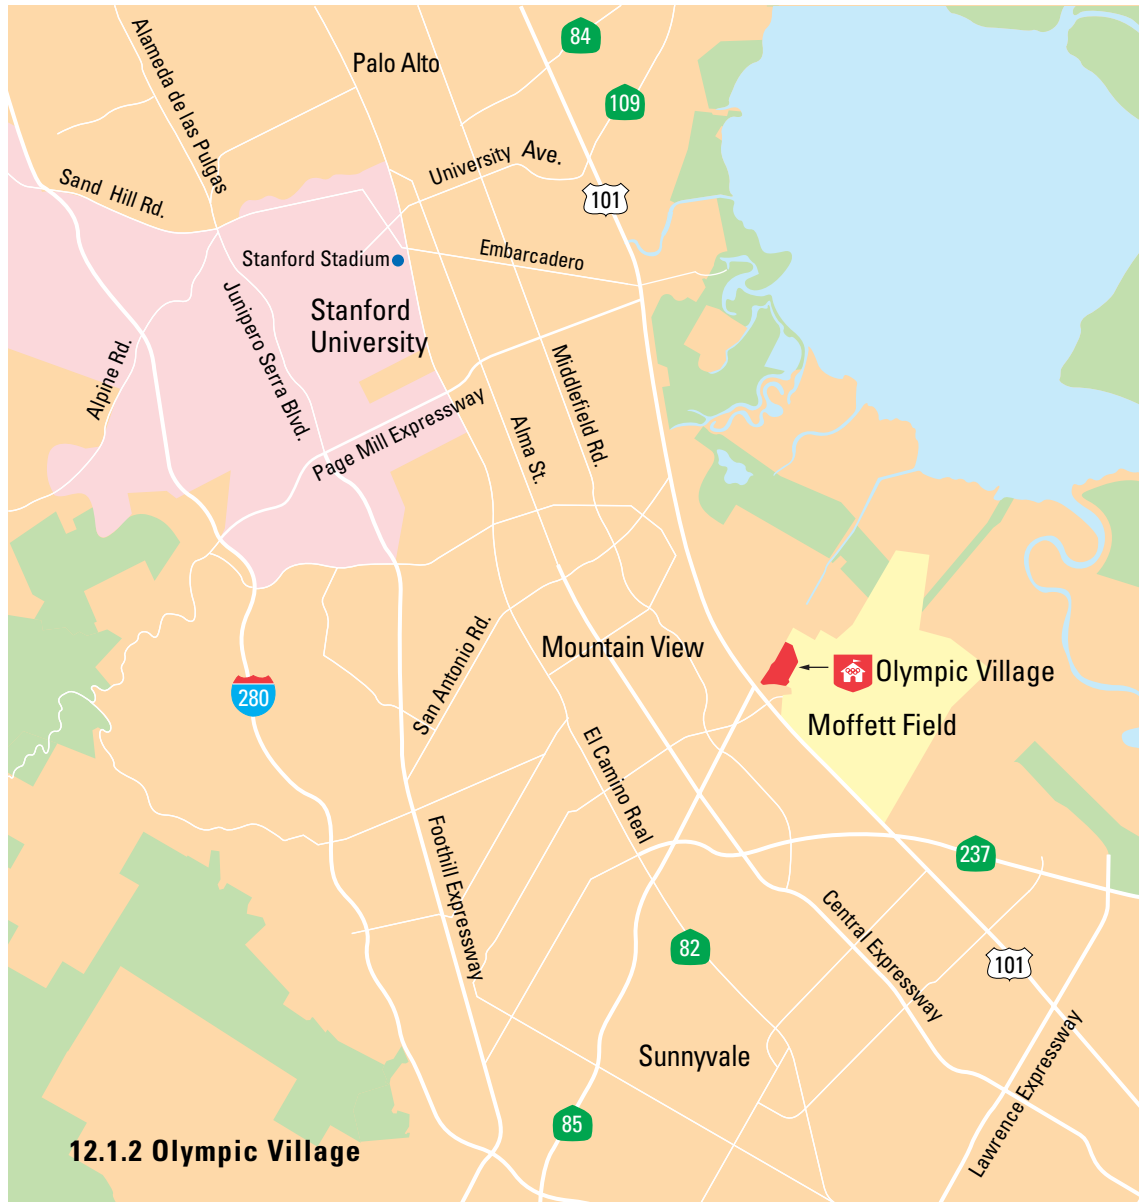 84
Palo Alto
Alameda de las Pulgas
109
University Ave.
Sand Hill Rd.
101
Embarcadero
Stanford Stadium
Stanford
University
Junipero Serra Blvd.
Alpine Rd.
Middlefield Rd.
Page Mill Expressway
Alma St.
San Antonio Rd.
Mountain View
Olympic Village
280
Moffett Field
El Camino Real
Foothill Expressway
237
Central Expressway
82
101
Sunnyvale
Lawrence Expressway
85
12.1.2 Olympic Village